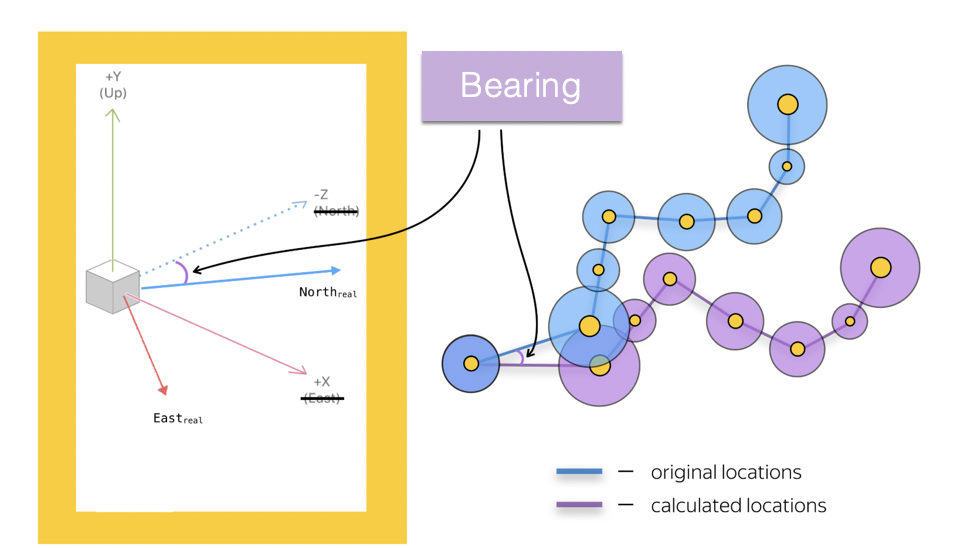 +Y
(Up)
Bearing
-Z
(North)
North real
+X
(East)
East real
— original locations
— calculated locations